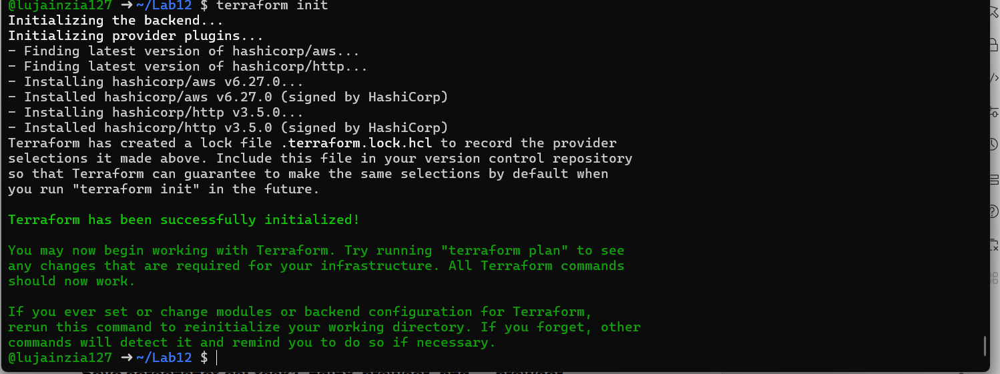 @lujainzia127 ➜ ~/Lab12 $ terraform init
Initializing the backend...
Initializing provider plugins...
- Finding latest version of hashicorp/aws...
- Finding latest version of hashicorp/http...
- Installing hashicorp/aws v6.27.0...
- Installed hashicorp/aws v6.27.0 (signed by HashiCorp)
- Installing hashicorp/http v3.5.0...
- Installed hashicorp/http v3.5.0 (signed by HashiCorp)
Terraform has created a lock file .terraform.lock.hcl to record the provider
selections it made above. Include this file in your version control repository
so that Terraform can guarantee to make the same selections by default when
you run "terraform init" in the future.

Terraform has been successfully initialized!

You may now begin working with Terraform. Try running "terraform plan" to see
any changes that are required for your infrastructure. All Terraform commands
should now work.

If you ever set or change modules or backend configuration for Terraform,
rerun this command to reinitialize your working directory. If you forget, other
commands will detect it and remind you to do so if necessary.
@lujainzia127 ➜ ~/Lab12 $